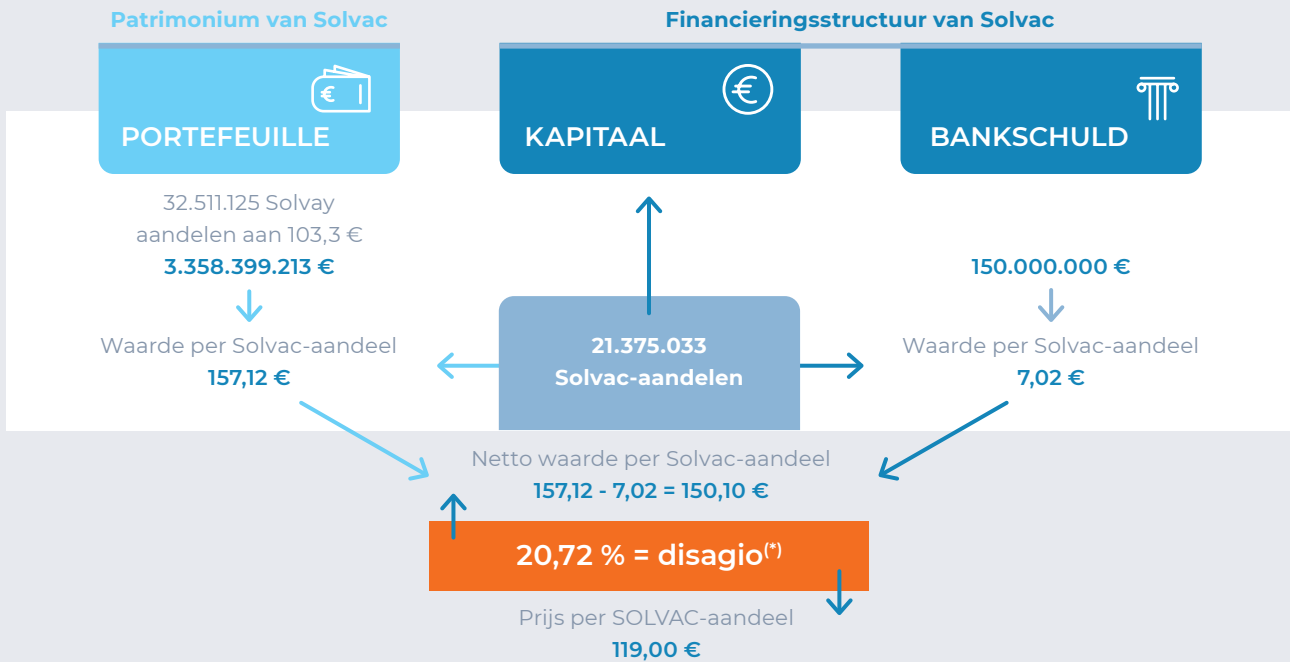 Patrimonium van Solvac
Financieringsstructuur van Solvac
€
PORTEFEUILLE
€
KAPITAAL
BANKSCHULD
32.511.125 Solvay
aandelen aan 103,3 €
3.358.399.213 €
150.000.000 €
Waarde per Solvac-aandeel
157,12 €
21.375.033
Solvac-aandelen
Waarde per Solvac-aandeel
7,02 €
Netto waarde per Solvac-aandeel
157,12 - 7,02 = 150,10 €
20,72 % = disagio(*)
Prijs per SOLVAC-aandeel
119,00 €